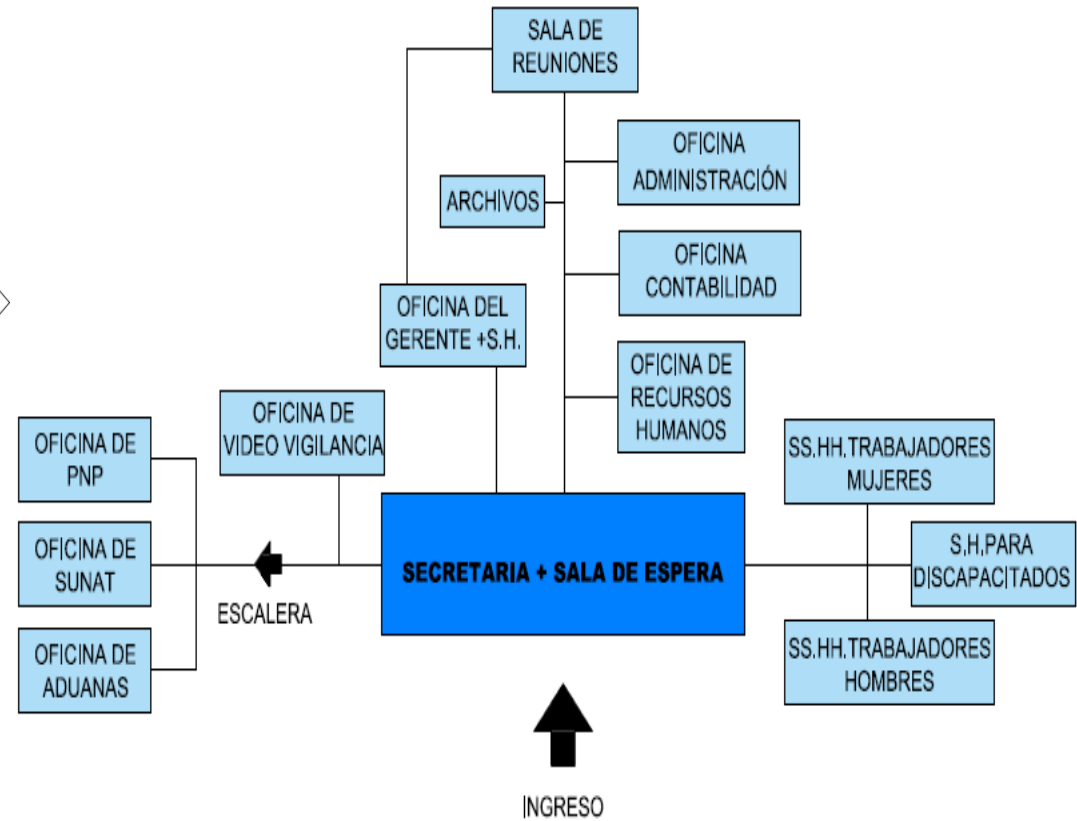 SALA DE
REUNIONES
OFICINA
ADMINISTRACIÓN
ARCHIVOS
OFICINA
CONTABILIDAD
OFICINA DEL
GERENTE +S.H.
OFICINA DE
RECURSOS
HUMANOS
OFICINA DE
VIDEO VIGILANCIA
OFICINA DE
PNP
SS.HH.TRABAJADORES
MUJERES
OFICINA DE
SUNAT
ESCALERA
SECRETARIA + SALA DE ESPERA
S.H.PARA
DISCAPACITADOS
OFICINA DE
ADUANAS
SS.HH.TRABAJADORES
HOMBRES
INGRESO